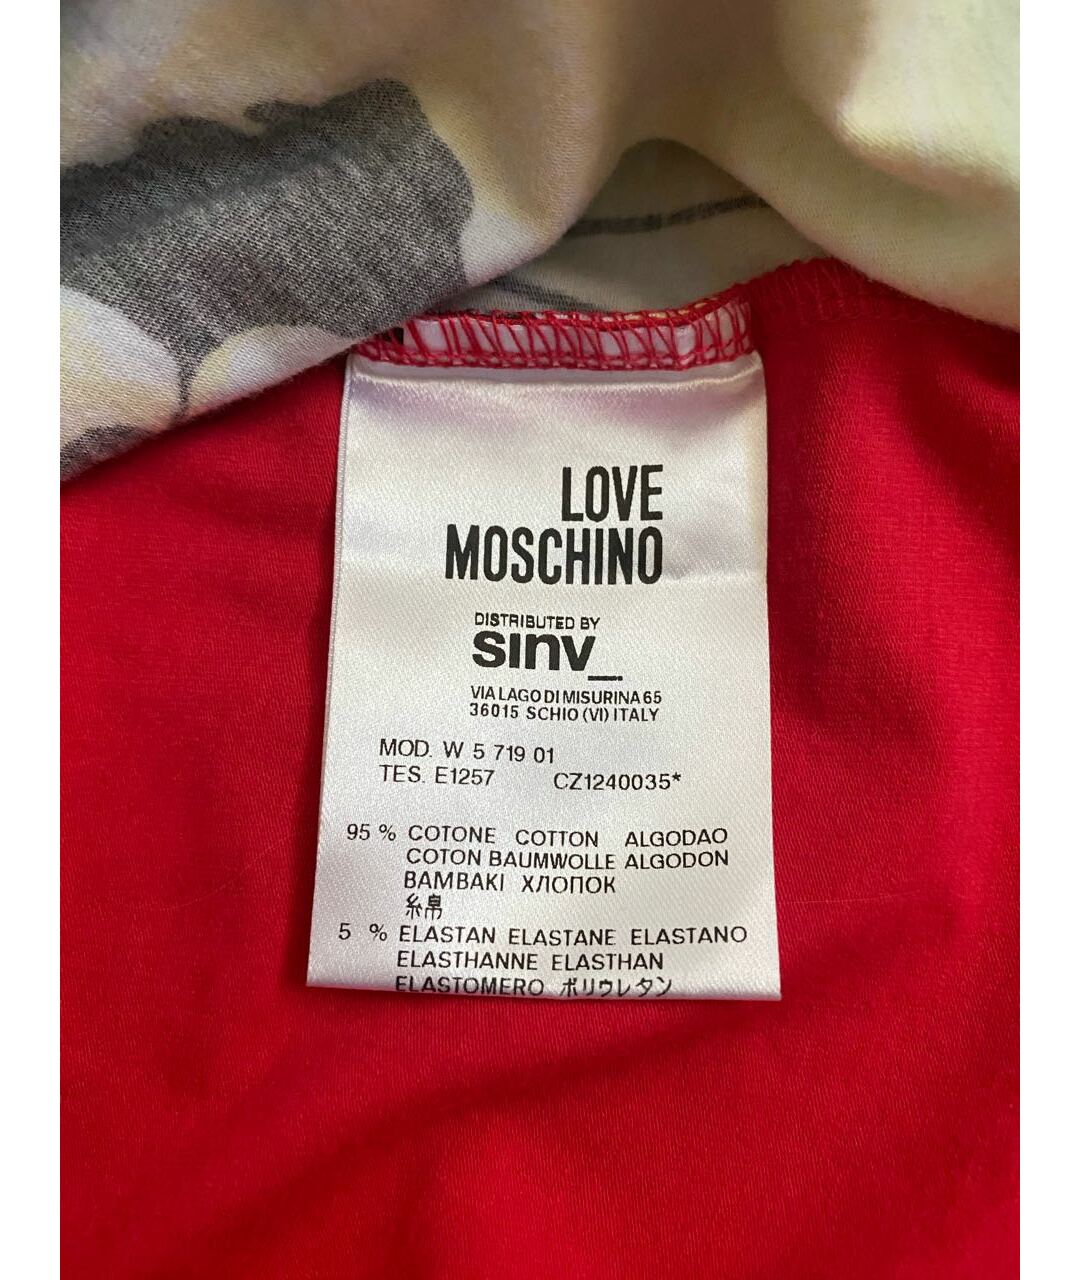 LOVE
MOSCHINO
DISTRIBUTED BY
sinv_
VIA LAGO DI MISURINA 65
36015 SCHIO (VI) ITALY
MOD. W 5 719 01
TES. E1257 CZ1240035*
95 % COTONE COTTON ALGODAO
COTON BAUMWOLLE ALGODON
BAMBAKI ХЛОПОК
糸帛
5 % ELASTAN ELASTANE ELASTANO
ELASTHANNE ELASTHAN
ELASTOMERO ポリウレタン